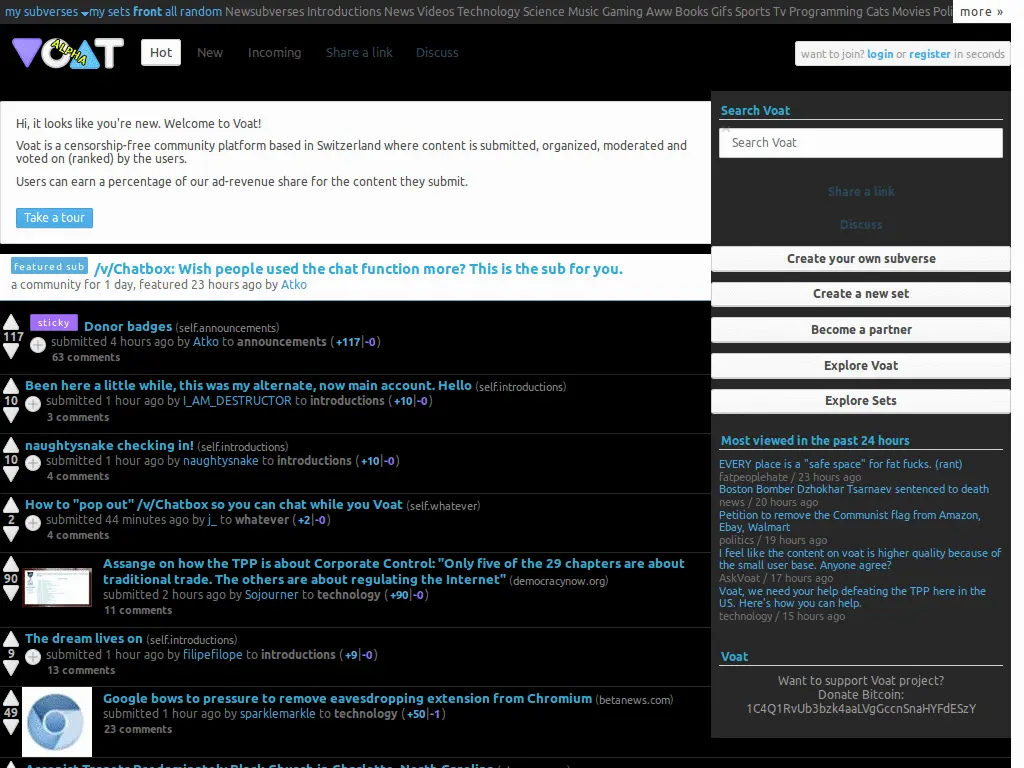 my subverses my sets front all random Newsubverses Introductions News Videos Technology Science Music Gaming Aww Books Gifs Sports Tv Programming Cats Movies Poli more »
VOAT ALPHA
Hot New Incoming Share a link Discuss
want to join? login or register in seconds
Hi, it looks like you're new. Welcome to Voat!
Voat is a censorship-free community platform based in Switzerland where content is submitted, organized, moderated and
voted on (ranked) by the users.
Users can earn a percentage of our ad-revenue share for the content they submit.
Take a tour
featured sub /v/Chatbox: Wish people used the chat function more? This is the sub for you.
a community for 1 day, featured 23 hours ago by Atko
117
sticky Donor badges (self.announcements)
submitted 4 hours ago by Atko to announcements (+117|-0)
63 comments
10
Been here a little while, this was my alternate, now main account. Hello (self.introductions)
submitted 1 hour ago by I_AM_DESTRUCTOR to introductions (+10|-0)
3 comments
10
naughtysnake checking in! (self.introductions)
submitted 1 hour ago by naughtysnake to introductions (+10|-0)
4 comments
2
How to "pop out" /v/Chatbox so you can chat while you Voat (self.whatever)
submitted 44 minutes ago by j_ to whatever (+2|-0)
4 comments
90
Assange on how the TPP is about Corporate Control: "Only five of the 29 chapters are about
traditional trade. The others are about regulating the Internet" (democracynow.org)
submitted 2 hours ago by Sojourner to technology (+90|-0)
11 comments
9
The dream lives on (self.introductions)
submitted 1 hour ago by filipefilope to introductions (+9|-0)
13 comments
49
Google bows to pressure to remove eavesdropping extension from Chromium (betanews.com)
submitted 1 hour ago by sparklemarkle to technology (+50|-1)
23 comments
Search Voat
Search Voat
Share a link
Discuss
Create your own subverse
Create a new set
Become a partner
Explore Voat
Explore Sets
Most viewed in the past 24 hours
EVERY place is a "safe space" for fat fucks. (rant)
fatpeoplehate / 23 hours ago
Boston Bomber Dzhokhar Tsarnaev sentenced to death
news / 20 hours ago
Petition to remove the Communist flag from Amazon,
Ebay, Walmart
politics / 19 hours ago
I feel like the content on voat is higher quality because of
the small user base. Anyone agree?
AskVoat / 17 hours ago
Voat, we need your help defeating the TPP here in the
US. Here's how you can help.
technology / 15 hours ago
Voat
Want to support Voat project?
Donate Bitcoin:
1C4Q1RvUb3bzk4aaLVgGccnSnaHYFdESzY